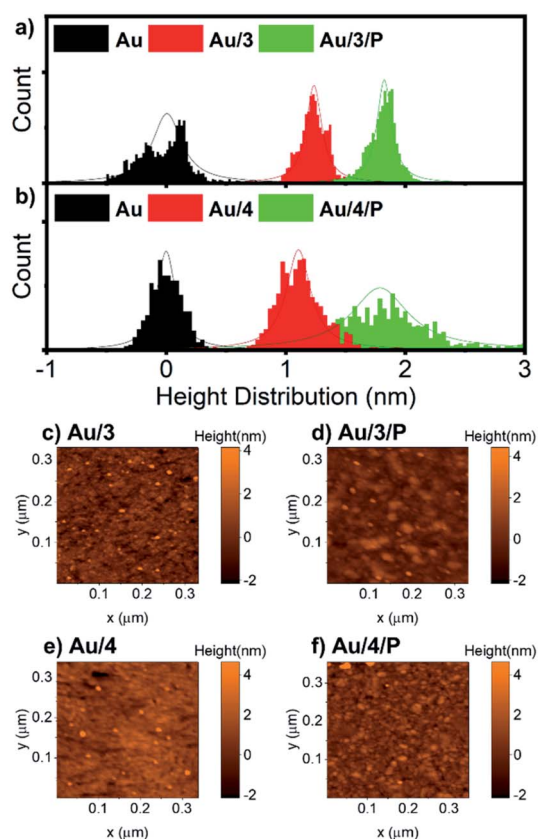 a) Au Au/3 Au/3/P
Count
b) Au Au/4 Au/4/P
Count
-1 0 1 2 3
Height Distribution (nm)
c) Au/3 Height(nm)
0.3
0.2
0.1
y (μm)
0.1 0.2 0.3
x (μm)
4
2
0
-2
d) Au/3/P Height(nm)
0.3
0.2
0.1
y (μm)
0.1 0.2 0.3
x (μm)
4
2
0
-2
e) Au/4 Height(nm)
0.3
0.2
0.1
y (μm)
0.1 0.2 0.3
x (μm)
4
2
0
-2
f) Au/4/P Height(nm)
0.3
0.2
0.1
y (μm)
0.1 0.2 0.3
x (μm)
4
2
0
-2